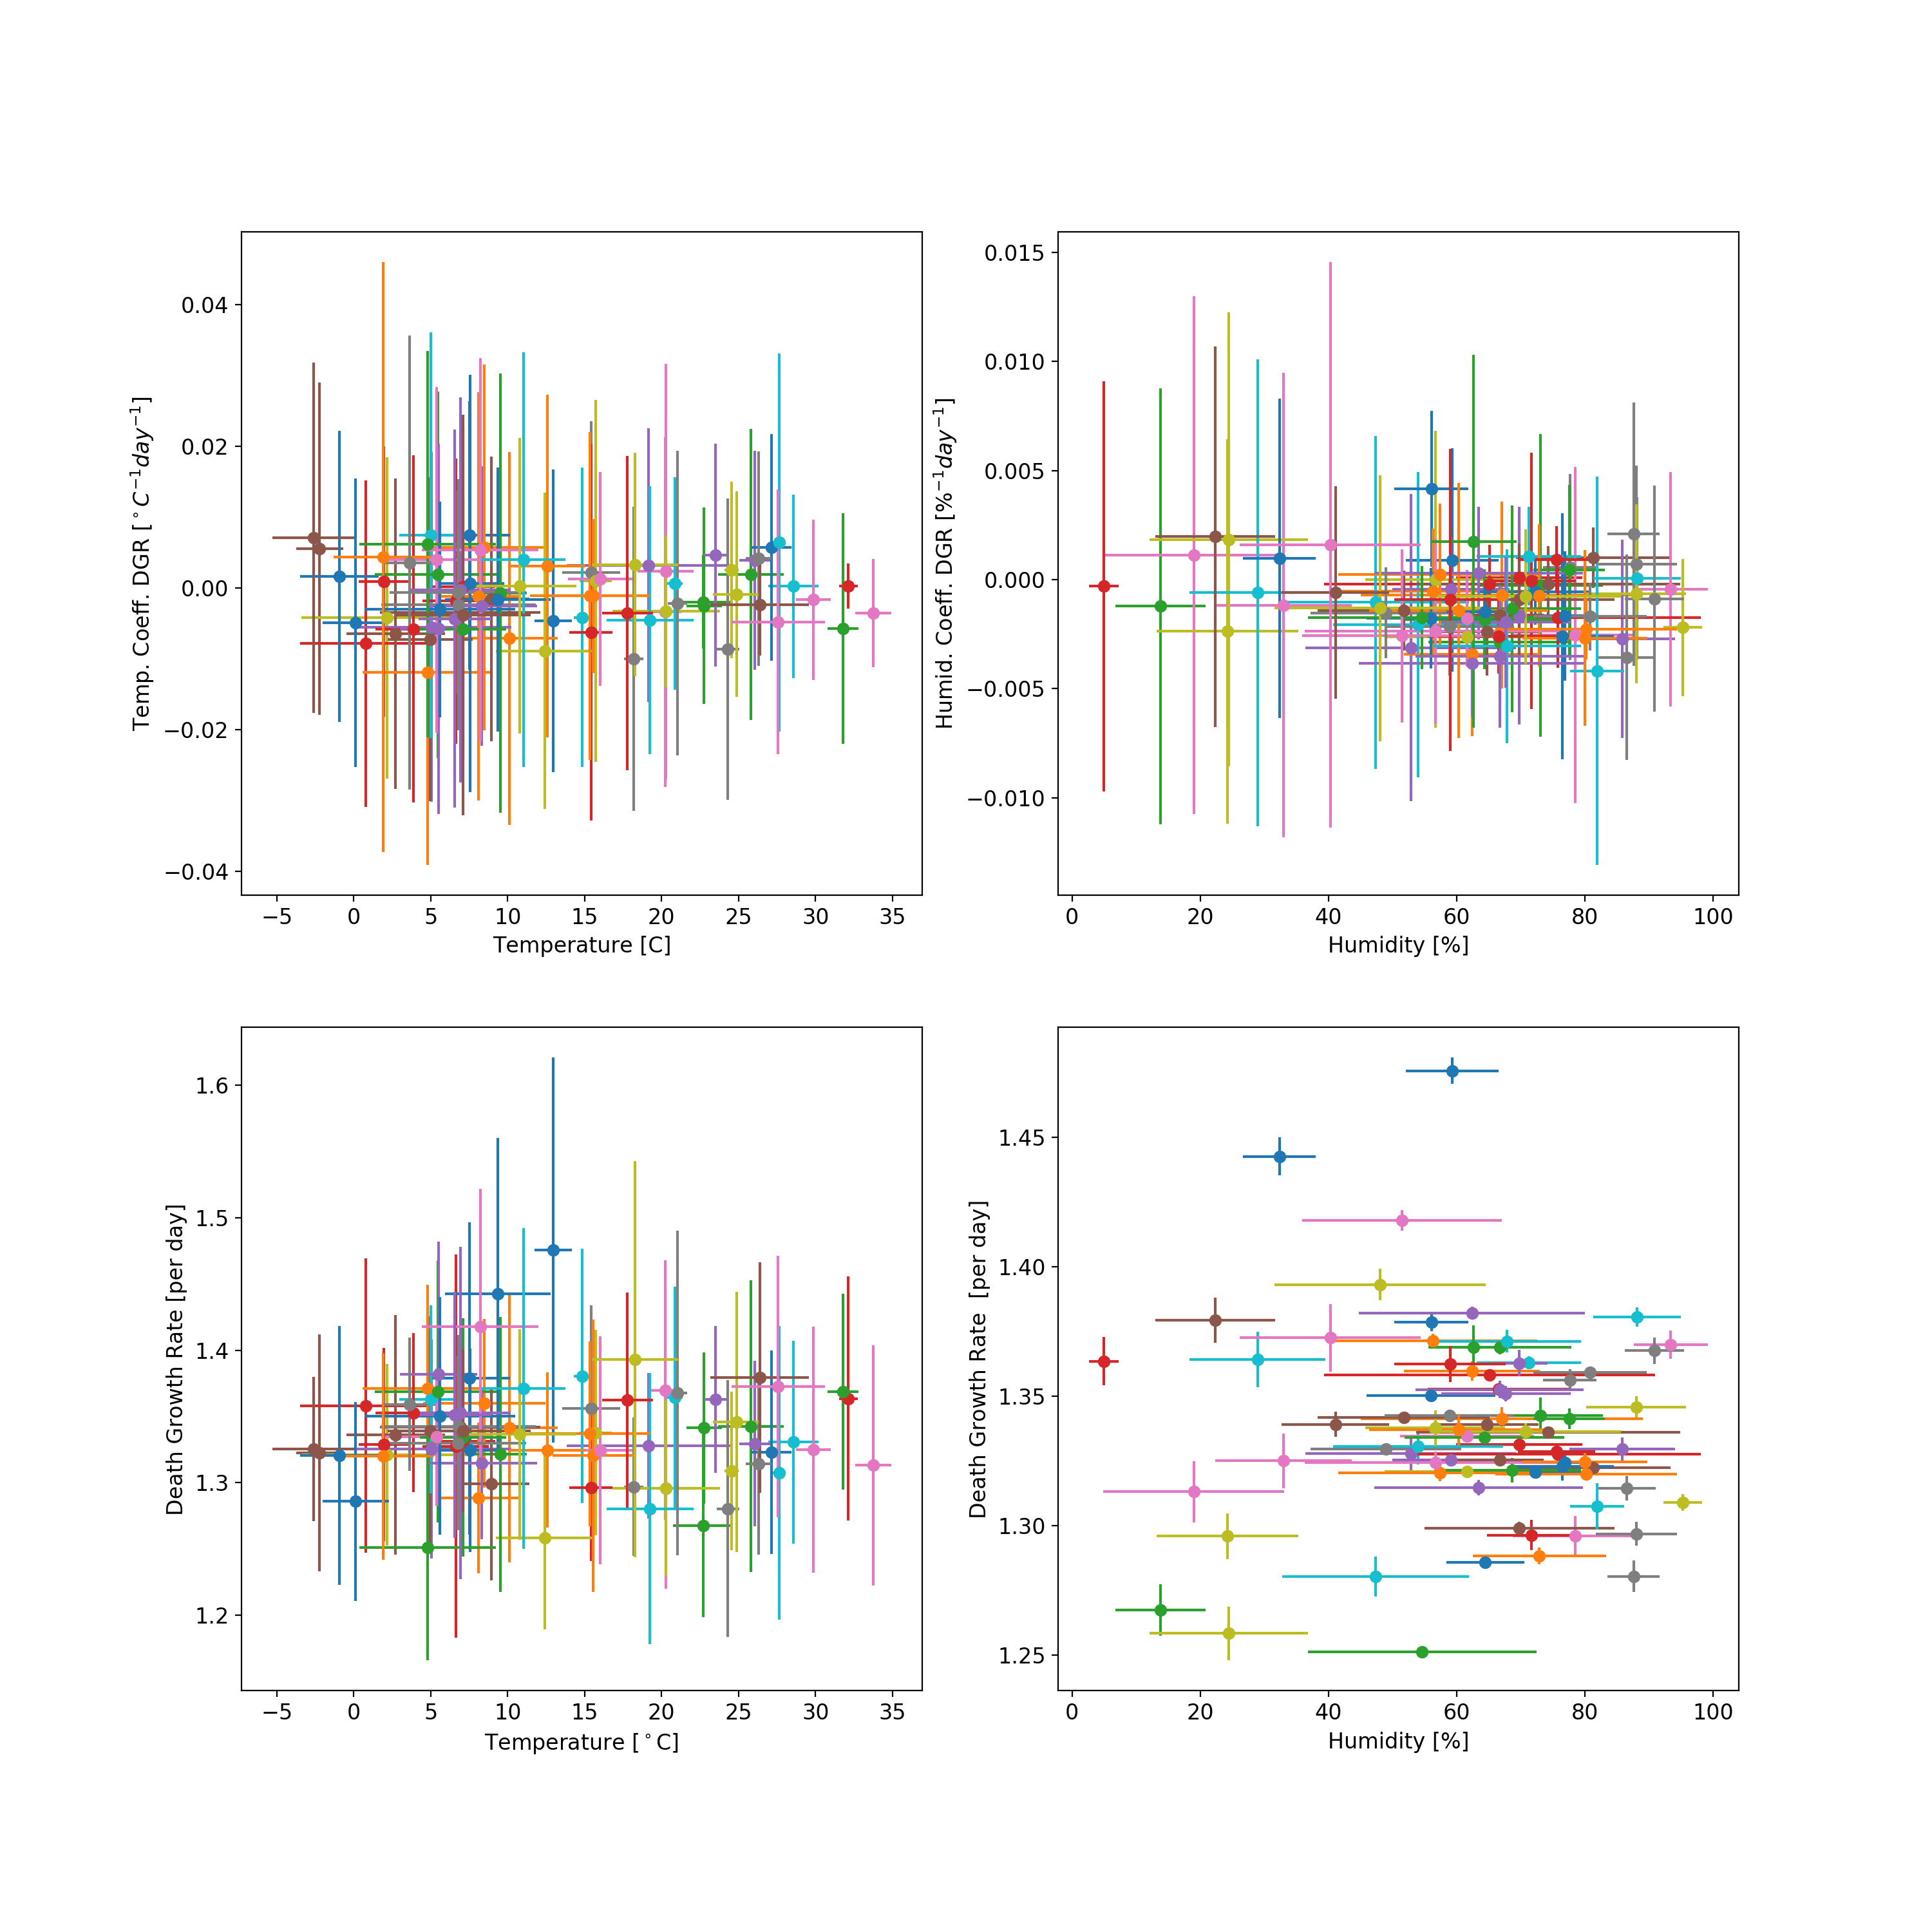 Temp. Coeff. DGR [ $^\circ C^{-1} day^{-1}$]
0.04
0.02
0.00
−0.02
−0.04
−5 0 5 10 15 20 25 30 35
Temperature [C]
Humid. Coeff. DGR [%$^{-1} day^{-1}$]
0.015
0.010
0.005
0.000
−0.005
−0.010
0 20 40 60 80 100
Humidity [%]
Death Growth Rate [per day]
1.6
1.5
1.4
1.3
1.2
−5 0 5 10 15 20 25 30 35
Temperature [ °C]
Death Growth Rate  [per day]
1.45
1.40
1.35
1.30
1.25
0 20 40 60 80 100
Humidity [%]